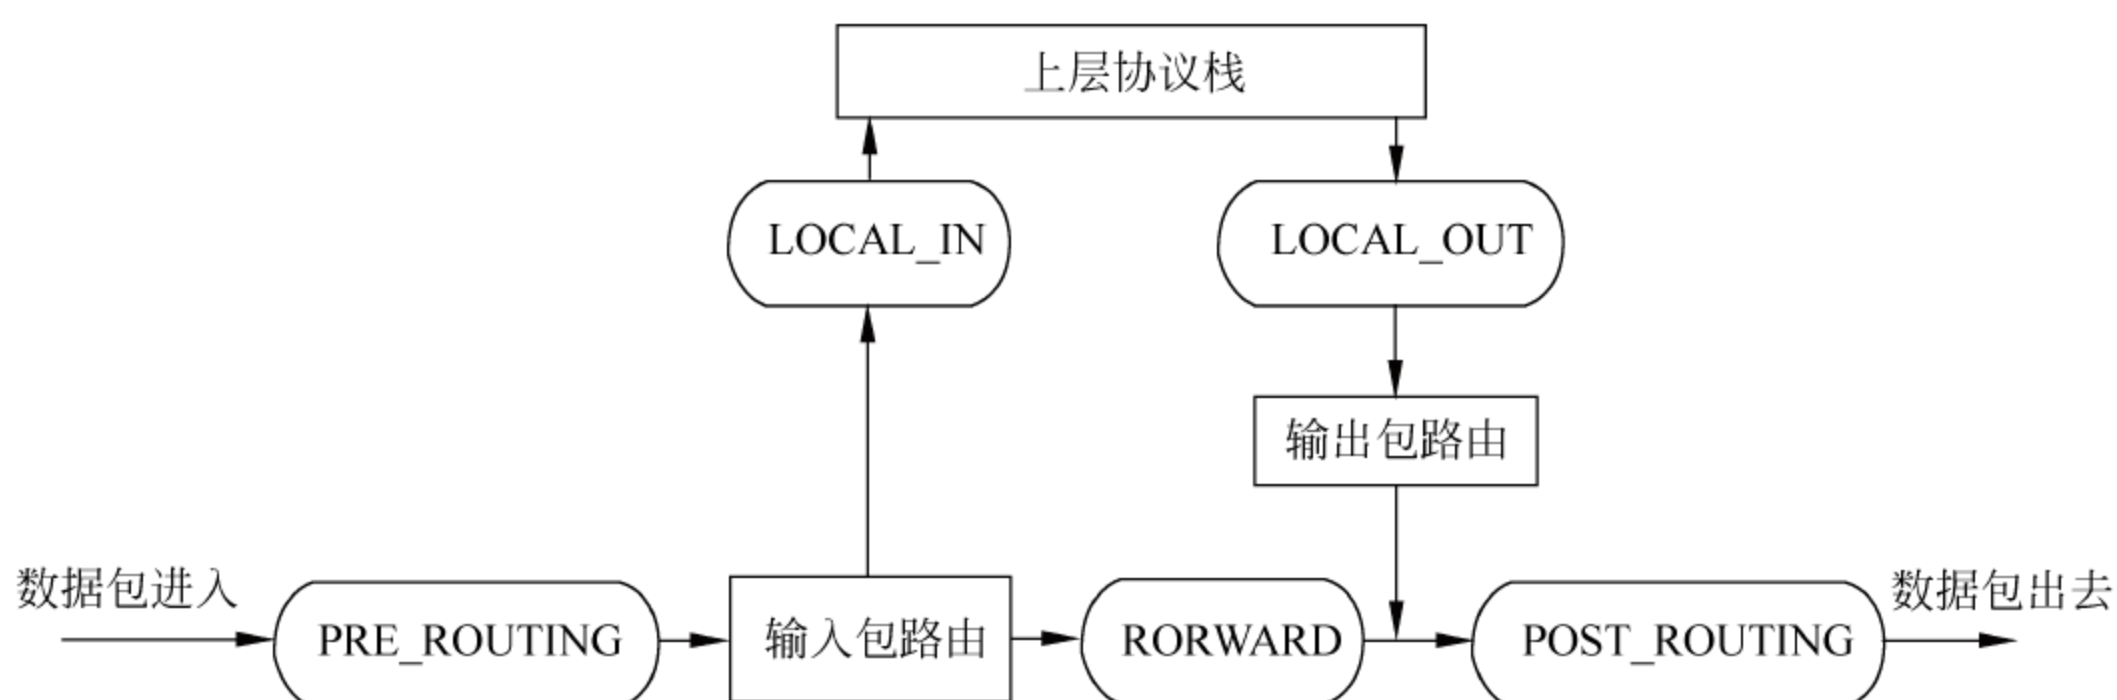 上层协议栈
LOCAL_IN
LOCAL_OUT
输出包路由
数据包进入
PRE_ROUTING
输入包路由
RORWARD
POST_ROUTING
数据包出去